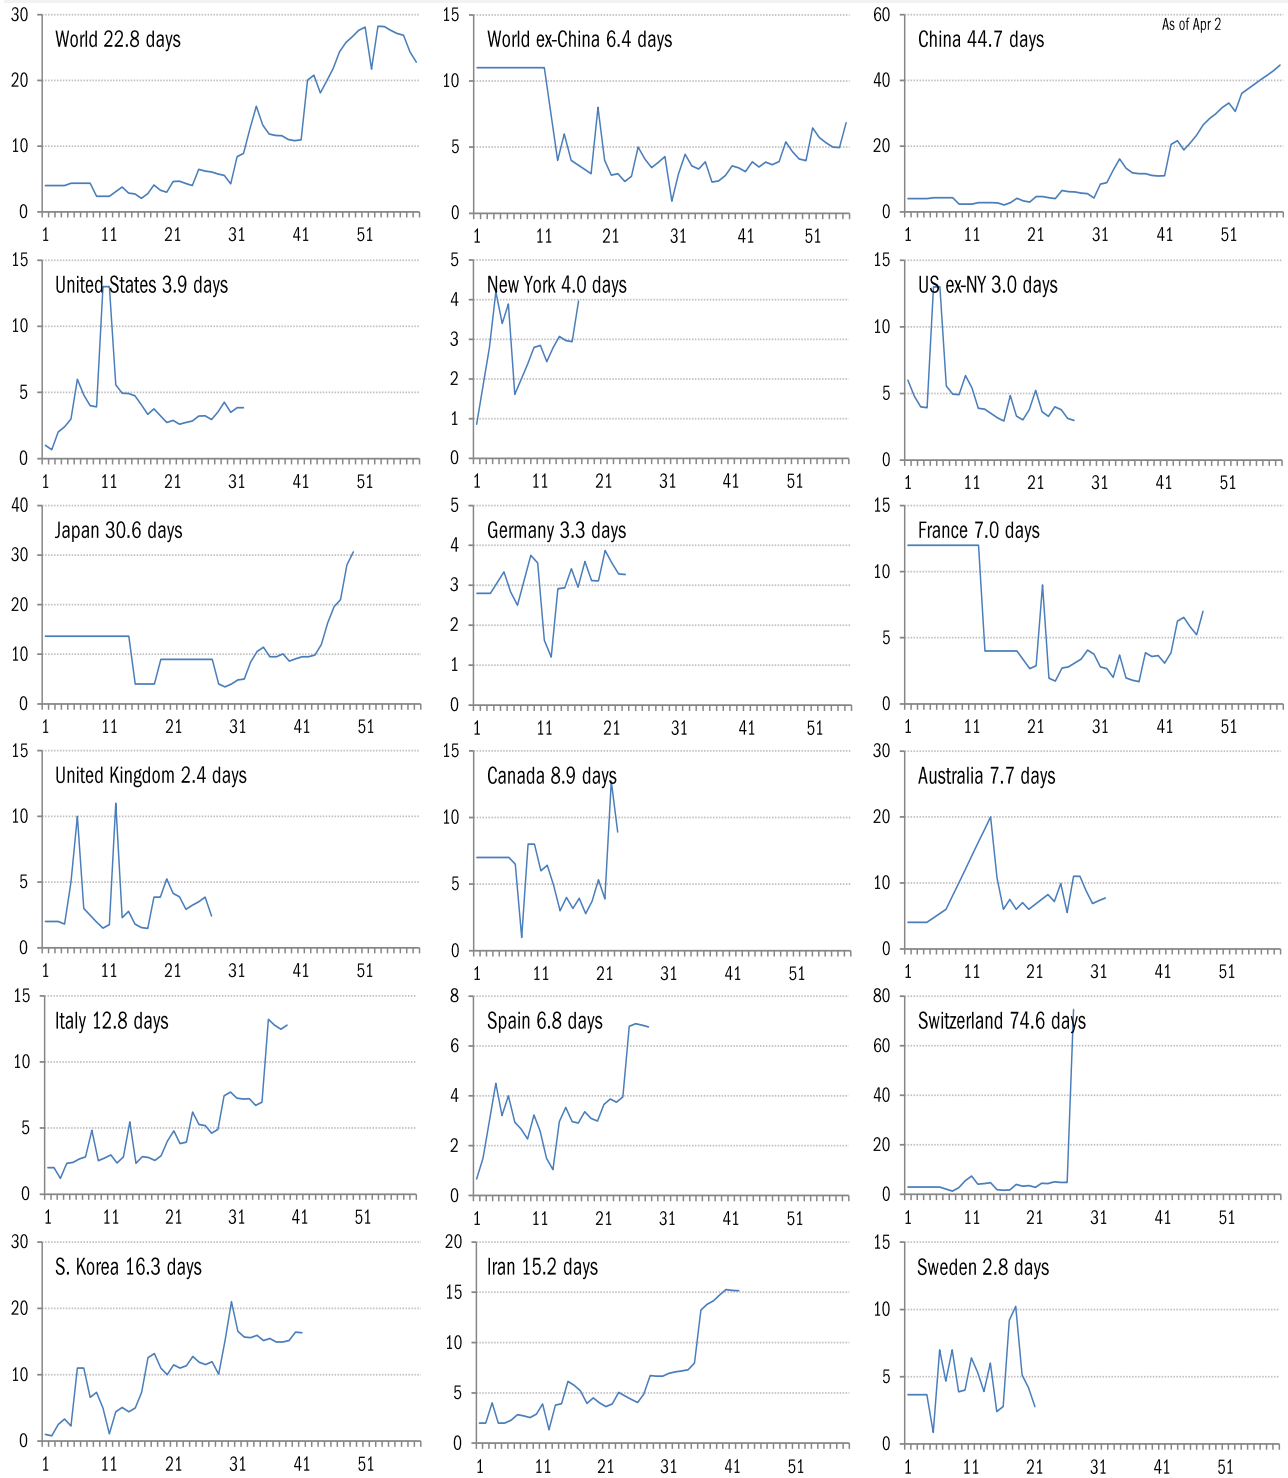 World 22.8 days
30
20
10
0
1 11 21 31 41 51
World ex-China 6.4 days
15
10
5
0
1 11 21 31 41 51
China 44.7 days
As of Apr 2
60
40
20
0
1 11 21 31 41 51
United States 3.9 days
15
10
5
0
1 11 21 31 41 51
New York 4.0 days
5
4
3
2
1
0
1 11 21 31 41 51
US ex-NY 3.0 days
15
10
5
0
1 11 21 31 41 51
Japan 30.6 days
40
30
20
10
0
1 11 21 31 41 51
Germany 3.3 days
5
4
3
2
1
0
1 11 21 31 41 51
France 7.0 days
15
10
5
0
1 11 21 31 41 51
United Kingdom 2.4 days
15
10
5
0
1 11 21 31 41 51
Canada 8.9 days
15
10
5
0
1 11 21 31 41 51
Australia 7.7 days
30
20
10
0
1 11 21 31 41 51
Italy 12.8 days
15
10
5
0
1 11 21 31 41 51
Spain 6.8 days
8
6
4
2
0
1 11 21 31 41 51
Switzerland 74.6 days
80
60
40
20
0
1 11 21 31 41 51
S. Korea 16.3 days
30
20
10
0
1 11 21 31 41 51
Iran 15.2 days
20
15
10
5
0
1 11 21 31 41 51
Sweden 2.8 days
15
10
5
0
1 11 21 31 41 51